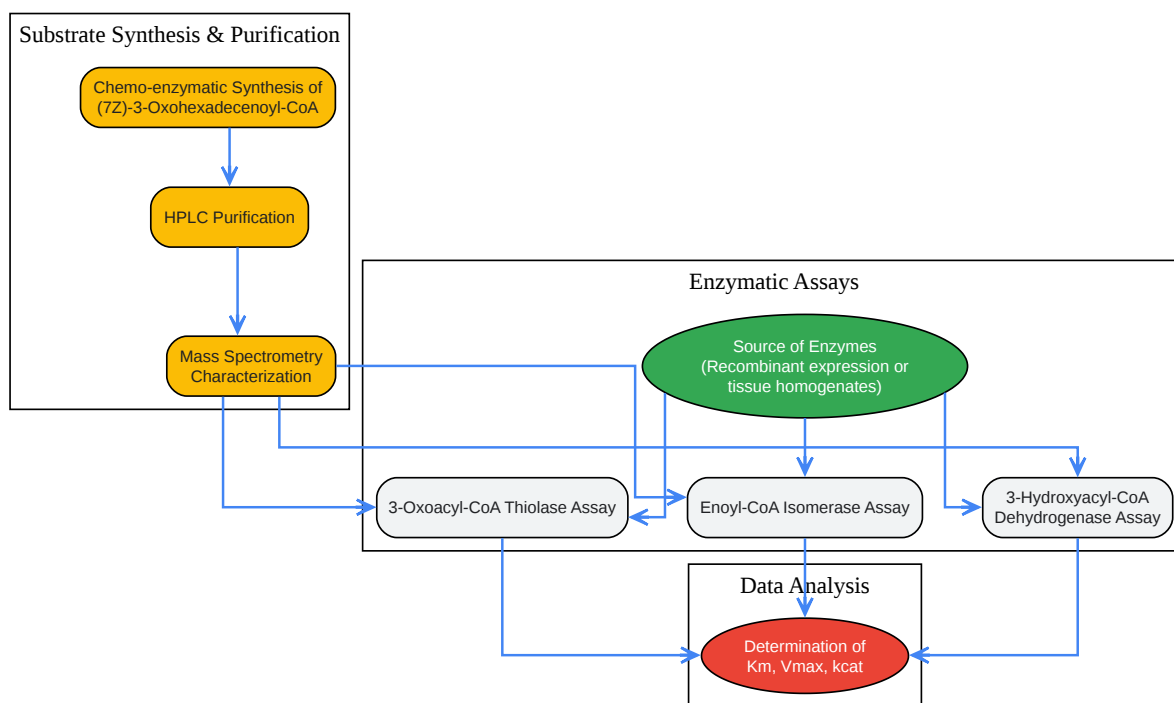 Substrate Synthesis & Purification
Chemo-enzymatic Synthesis of
(7Z)-3-Oxohexadecenoyl-CoA
HPLC Purification
Mass Spectrometry
Characterization
Enzymatic Assays
Source of Enzymes
(Recombinant expression or
tissue homogenates)
3-Oxoacyl-CoA Thiolase Assay
Enoyl-CoA Isomerase Assay
3-Hydroxyacyl-CoA
Dehydrogenase Assay
Data Analysis
Determination of
Km, Vmax, kcat